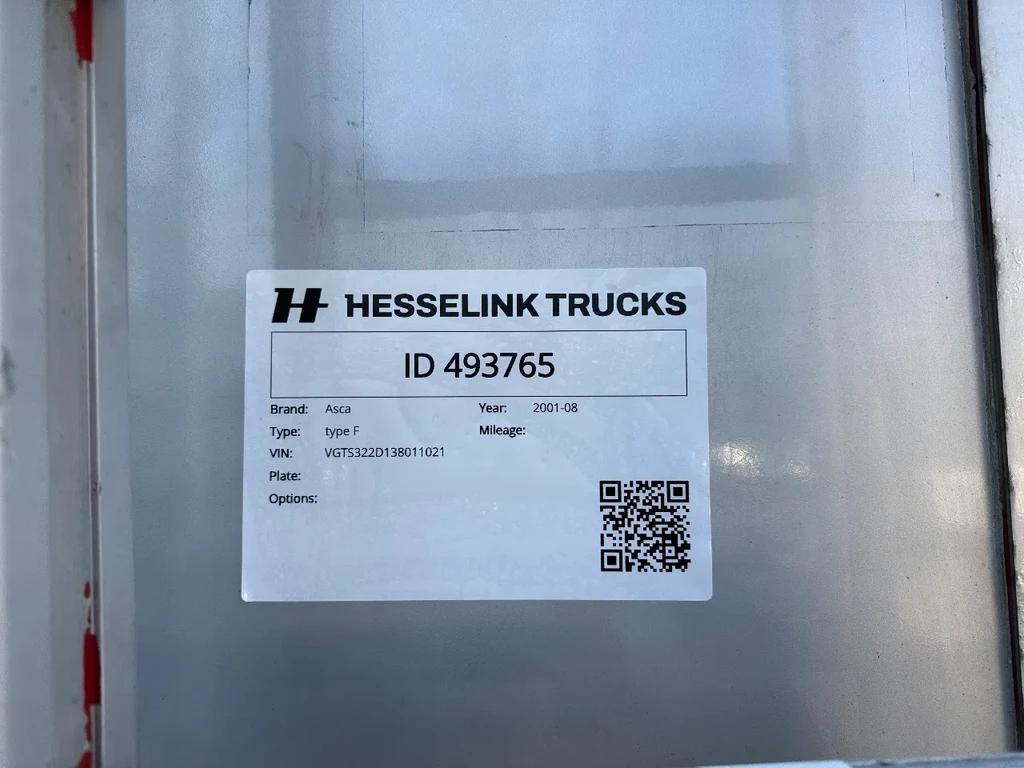 H HESSELINK TRUCKS
ID 493765
Brand: Asca Year: 2001-08
Type: type F Mileage:
VIN: VGTS322D138011021
Plate:
Options: